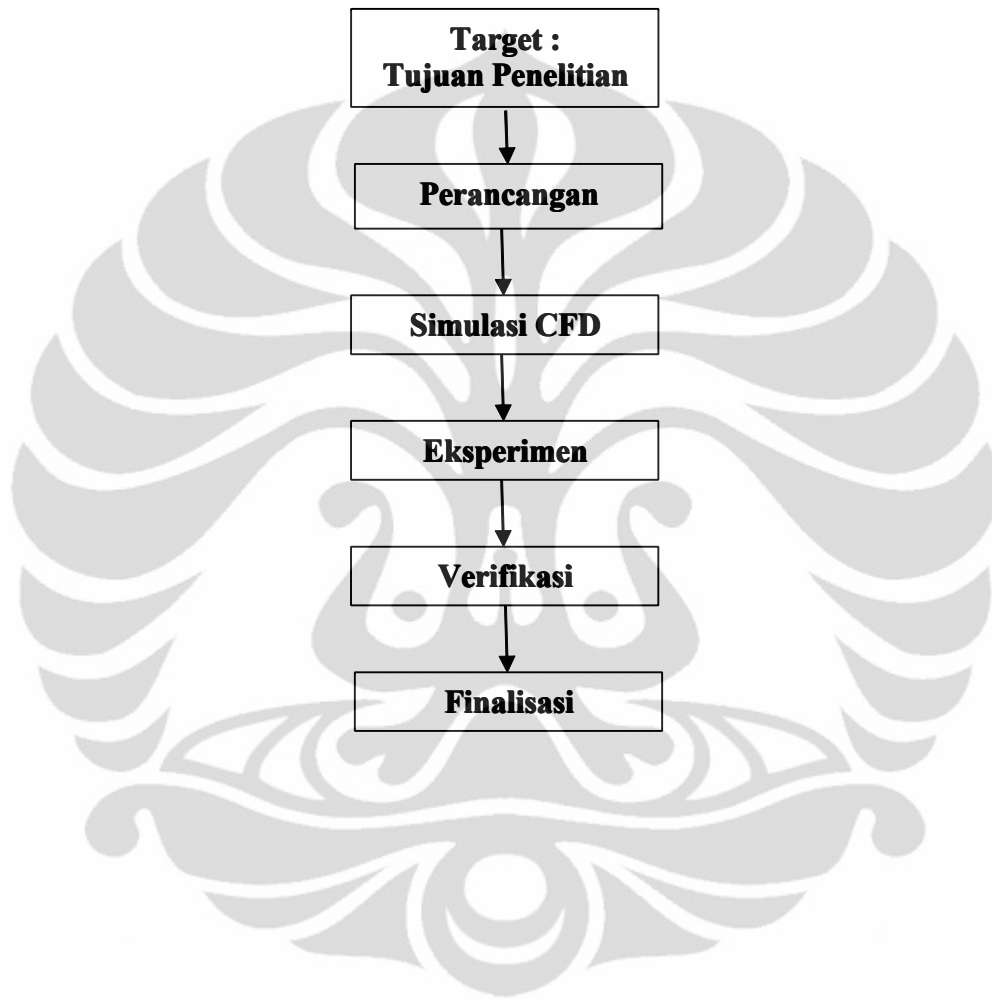 Target :
Tujuan Penelitian
Perancangan
Simulasi CFD
Eksperimen
Verifikasi
Finalisasi